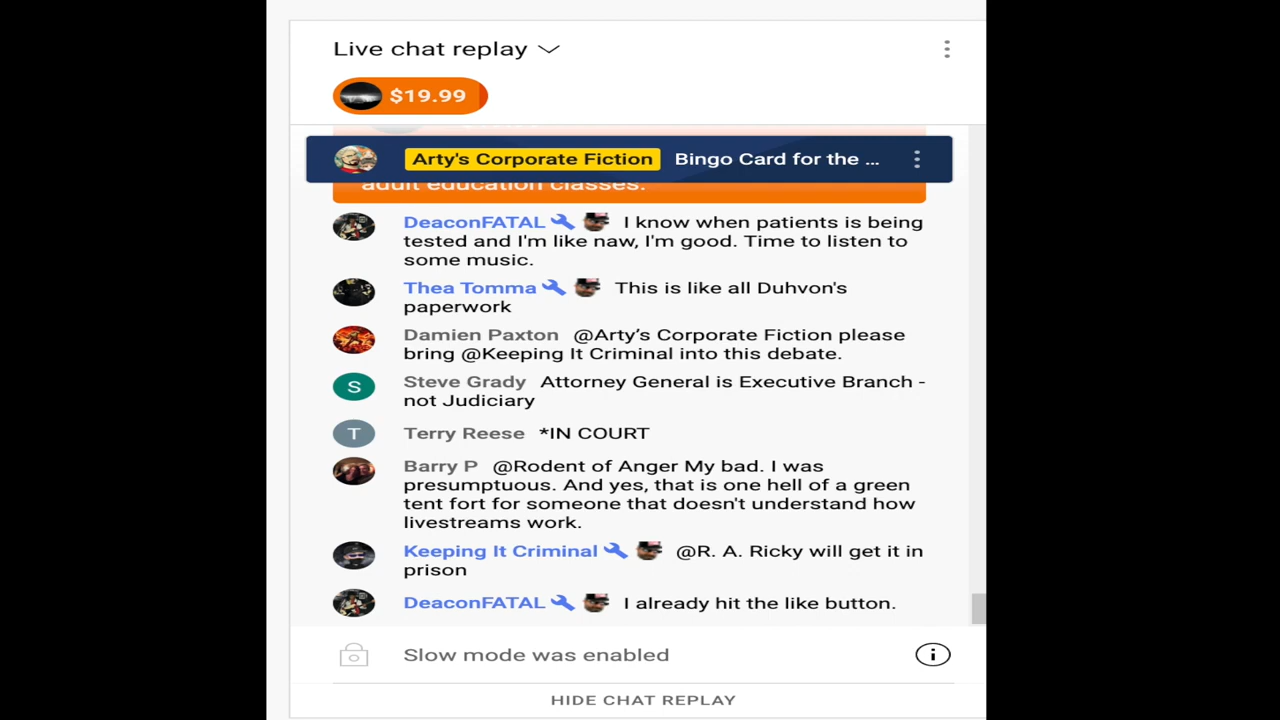 Live chat replay
$19.99
Arty's Corporate Fiction Bingo Card for the ...
adult education classes.
DeaconFATAL I know when patients is being
tested and I'm like naw, I'm good. Time to listen to
some music.
Thea Tomma This is like all Duhvon's
paperwork
Damien Paxton @Arty's Corporate Fiction please
bring @Keeping It Criminal into this debate.
S Steve Grady Attorney General is Executive Branch -
not Judiciary
T Terry Reese *IN COURT
Barry P @Rodent of Anger My bad. I was
presumptuous. And yes, that is one hell of a green
tent fort for someone that doesn't understand how
livestreams work.
Keeping It Criminal @R. A. Ricky will get it in
prison
DeaconFATAL I already hit the like button.
Slow mode was enabled
HIDE CHAT REPLAY